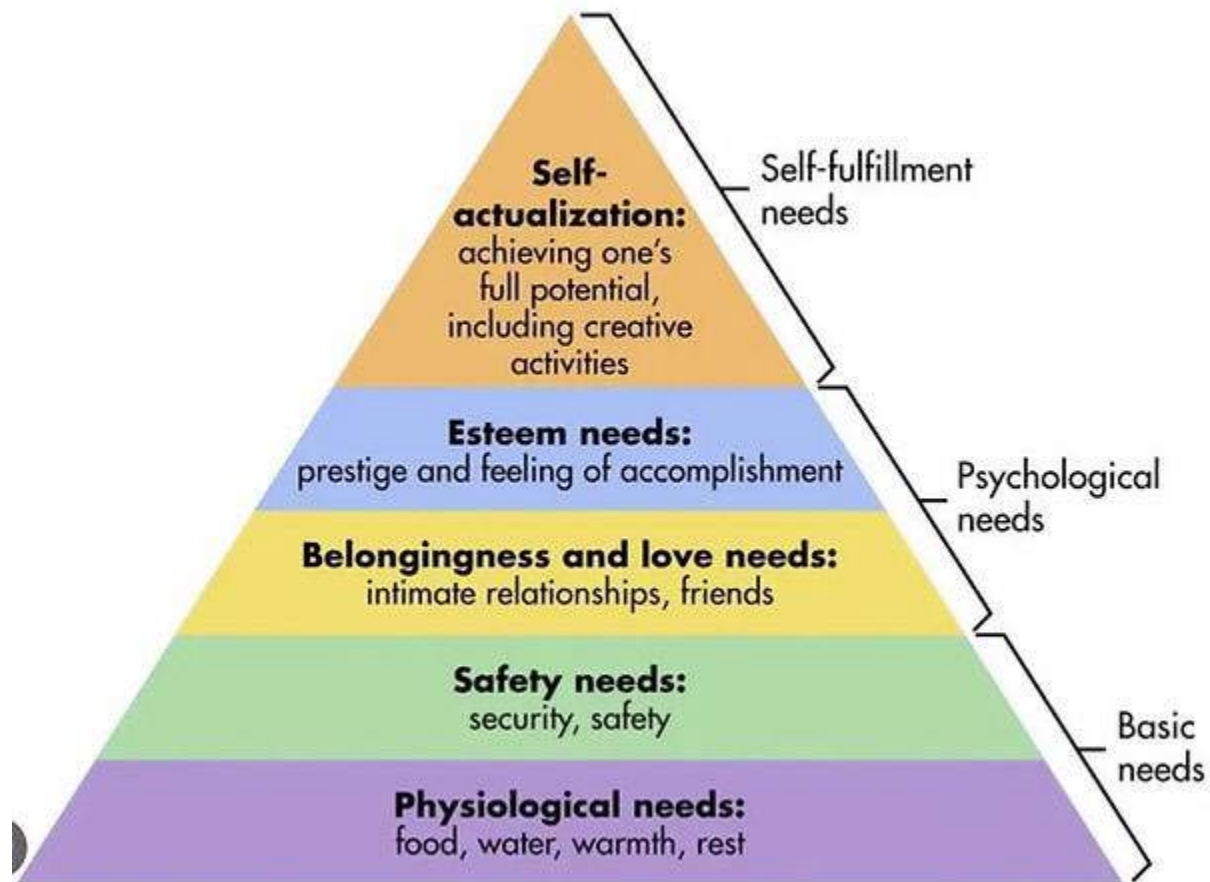 Self-
actualization:
achieving one's
full potential,
including creative
activities
Self-fulfillment
needs
Esteem needs:
prestige and feeling of accomplishment
Psychological
needs
Belongingness and love needs:
intimate relationships, friends
Safety needs:
security, safety
Basic
needs
Physiological needs:
food, water, warmth, rest